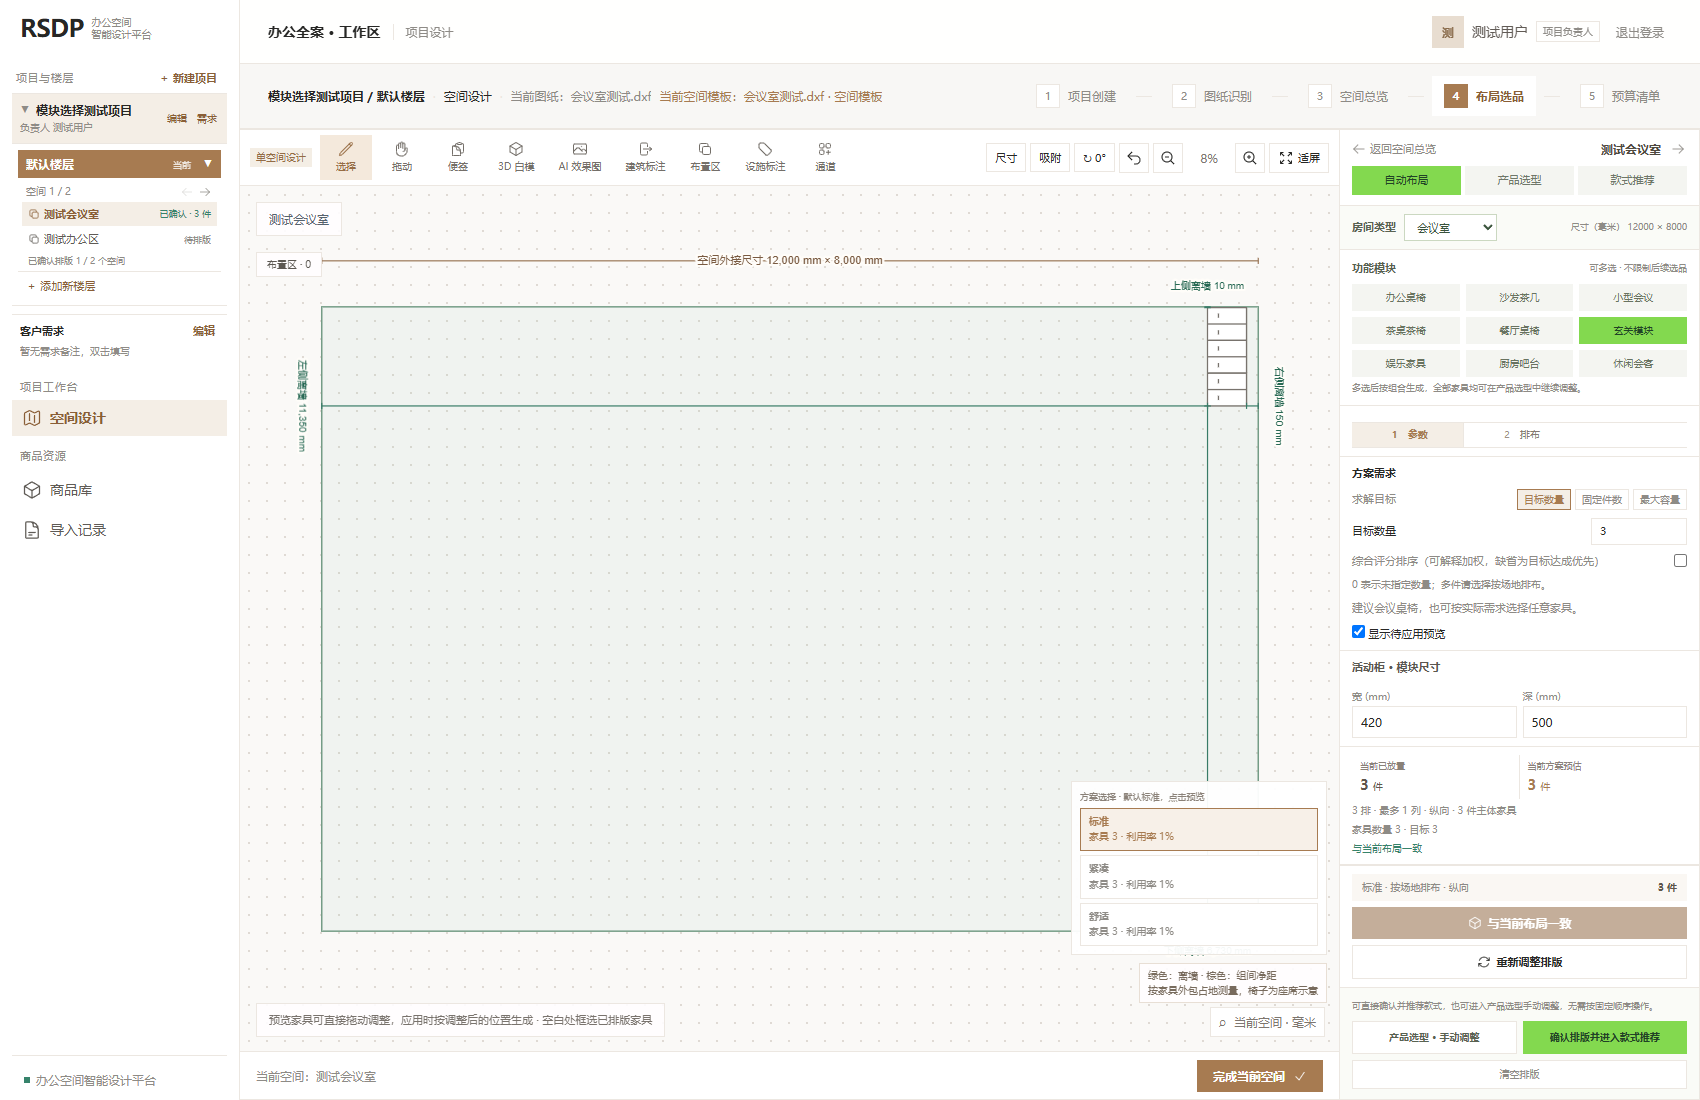 RSDP 办公空间
智能设计平台
项目与楼层 + 新建项目
▼ 模块选择测试项目 编辑 需求
负责人 测试用户
默认楼层 当前 ▼
空间 1 / 2 ← →
测试会议室 已确认 · 3 件
测试办公区 待排版
已确认排版 1 / 2 个空间
+ 添加新楼层
客户需求 编辑
暂无需求备注，双击填写
项目工作台
空间设计
商品资源
商品库
导入记录
办公空间智能设计平台
办公全案 • 工作区 项目设计
测 测试用户 项目负责人 退出登录
模块选择测试项目 / 默认楼层 · 空间设计 · 当前图纸：会议室测试.dxf 当前空间模板：会议室测试.dxf · 空间模板
1 项目创建 2 图纸识别 3 空间总览 4 布局选品 5 预算清单
单空间设计 选择 拖动 便签 3D 白模 AI 效果图 建筑标注 布置区 设施标注 通道
尺寸 吸附 ↻ 0° 8% 适屏
测试会议室
布置区 · 0
空间外接尺寸·12,000 mm × 8,000 mm
上侧离墙 10 mm
左侧离墙 11,350 mm
右侧离墙 150 mm
方案选择 · 默认标准，点击预览
标准
家具 3 · 利用率 1%
紧凑
家具 3 · 利用率 1%
舒适
家具 3 · 利用率 1%
绿色：离墙 · 棕色：组间净距
按家具外包占地测量，椅子为座席示意
预览家具可直接拖动调整，应用时按调整后的位置生成 · 空白处框选已排版家具
⌕ 当前空间 · 毫米
当前空间：测试会议室
完成当前空间 ✓
← 返回空间总览 测试会议室 →
自动布局 产品选型 款式推荐
房间类型 会议室 尺寸（毫米） 12000 × 8000
功能模块 可多选 · 不限制后续选品
办公桌椅 沙发茶几 小型会议
茶桌茶椅 餐厅桌椅 玄关模块
娱乐家具 厨房吧台 休闲会客
多选后按组合生成，全部家具均可在产品选型中继续调整。
1 参数 2 排布
方案需求
求解目标 目标数量 固定件数 最大容量
目标数量 3
综合评分排序（可解释加权，缺省为目标达成优先）
0 表示未指定数量；多件请选择按场地排布。
建议会议桌椅，也可按实际需求选择任意家具。
显示待应用预览
活动柜 • 模块尺寸
宽 (mm) 深 (mm)
420 500
当前已放置 当前方案预估
3 件 3 件
3 排 · 最多 1 列 · 纵向 · 3 件主体家具
家具数量 3 · 目标 3
与当前布局一致
标准 · 按场地排布 · 纵向 3 件
与当前布局一致
重新调整排版
可直接确认并推荐款式，也可进入产品选型手动调整，无需按固定顺序操作。
产品选型 • 手动调整 确认排版并进入款式推荐
清空排版